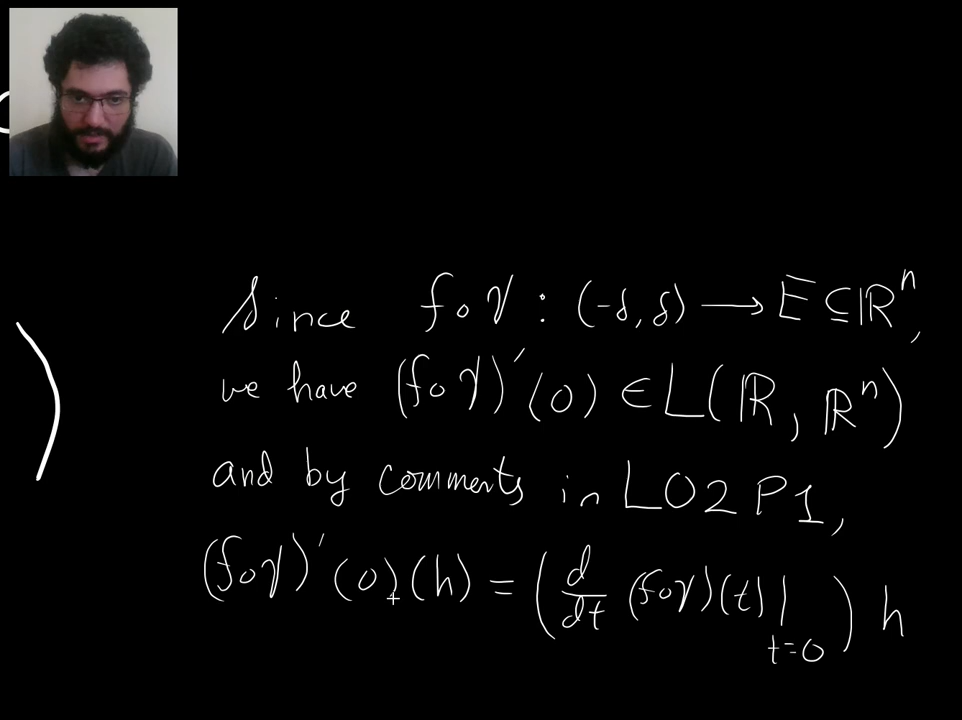 Since f∘γ : (-δ, δ) ⟶ E ⊆ ℝⁿ,
we have (f∘γ)′(0) ∈ L(ℝ, ℝⁿ)
and by comments in L02P1,
(f∘γ)′(0)(h) = (d/dt (f∘γ)(t)|t=0) h